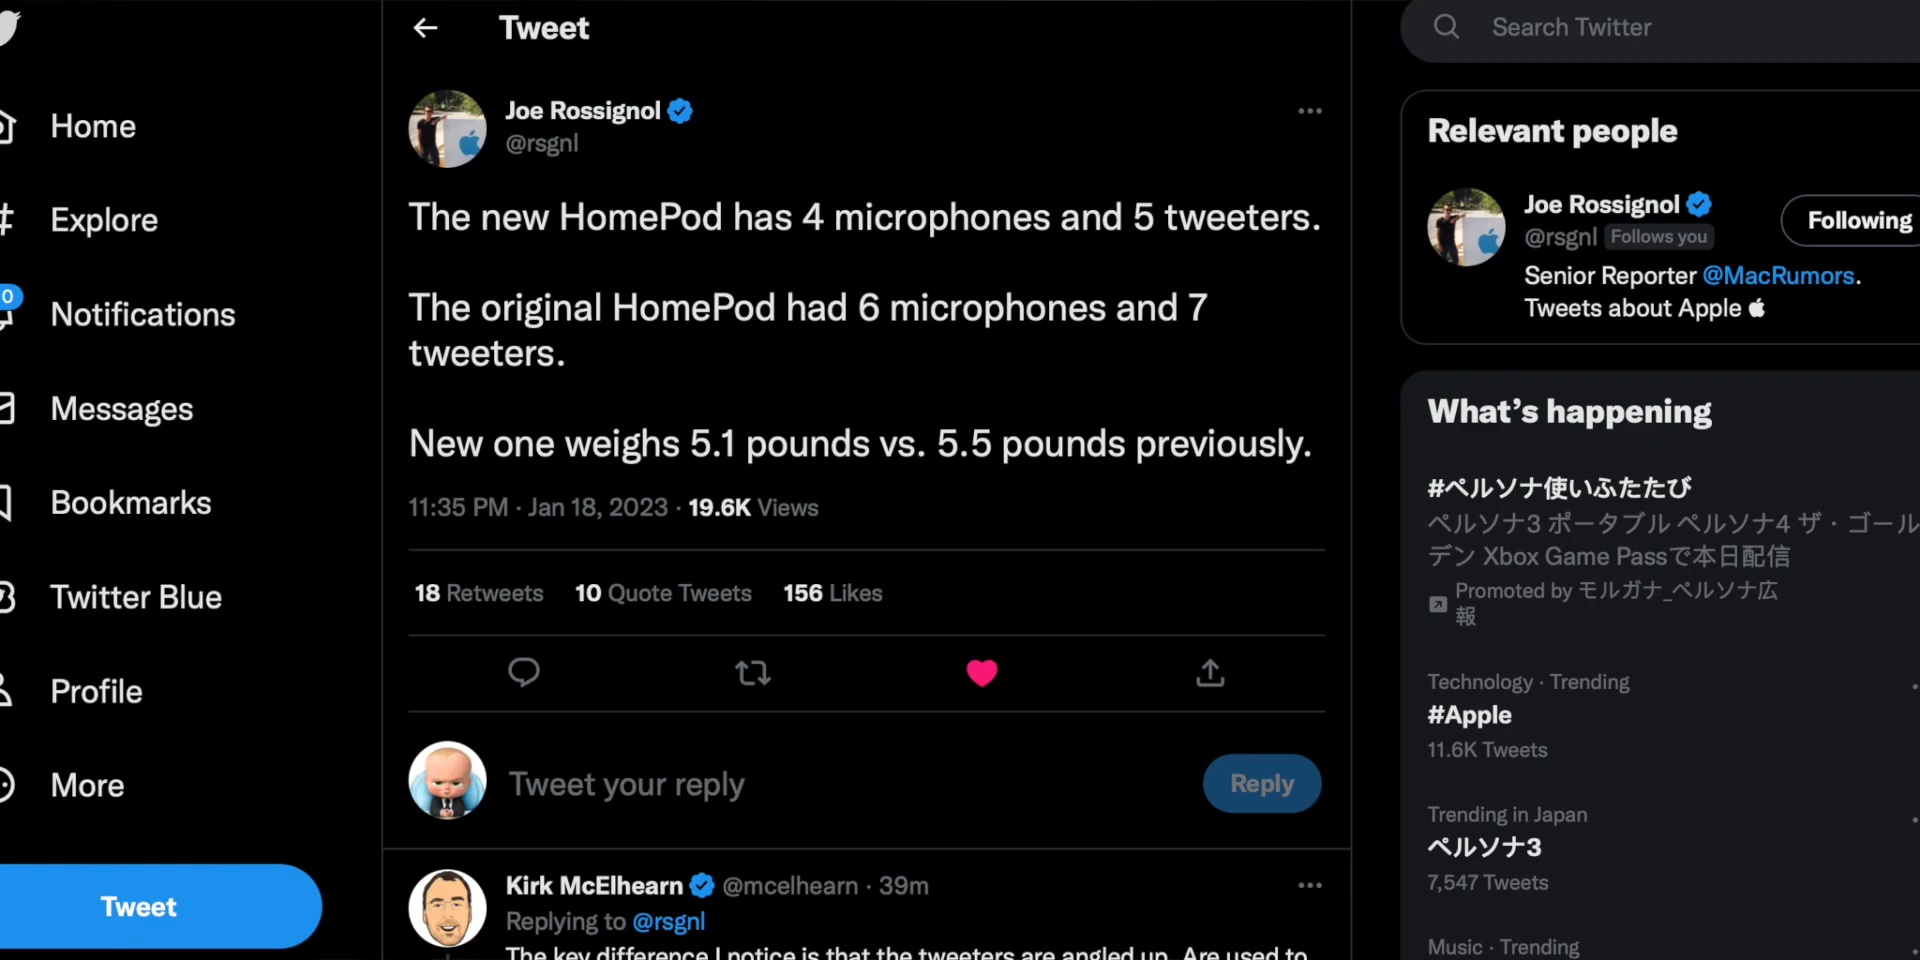 Home
Explore
0
Notifications
Messages
Bookmarks
Twitter Blue
Profile
More
Tweet
Tweet
Joe Rossignol
@rsgnl
The new HomePod has 4 microphones and 5 tweeters.
The original HomePod had 6 microphones and 7
tweeters.
New one weighs 5.1 pounds vs. 5.5 pounds previously.
11:35 PM · Jan 18, 2023 · 19.6K Views
18 Retweets 10 Quote Tweets 156 Likes
Tweet your reply
Reply
Kirk McElhearn @mcelhearn · 39m
Replying to @rsgnl
The key difference I notice is that the tweeters are angled up. Are used to
Search Twitter
Relevant people
Joe Rossignol
@rsgnl Follows you
Following
Senior Reporter @MacRumors.
Tweets about Apple
What's happening
#ペルソナ使いふたたび
ペルソナ3 ポータブル ペルソナ4 ザ・ゴール
デン Xbox Game Passで本日配信
Promoted by モルガナ_ペルソナ広
報
Technology · Trending
#Apple
11.6K Tweets
Trending in Japan
ペルソナ3
7,547 Tweets
Music · Trending